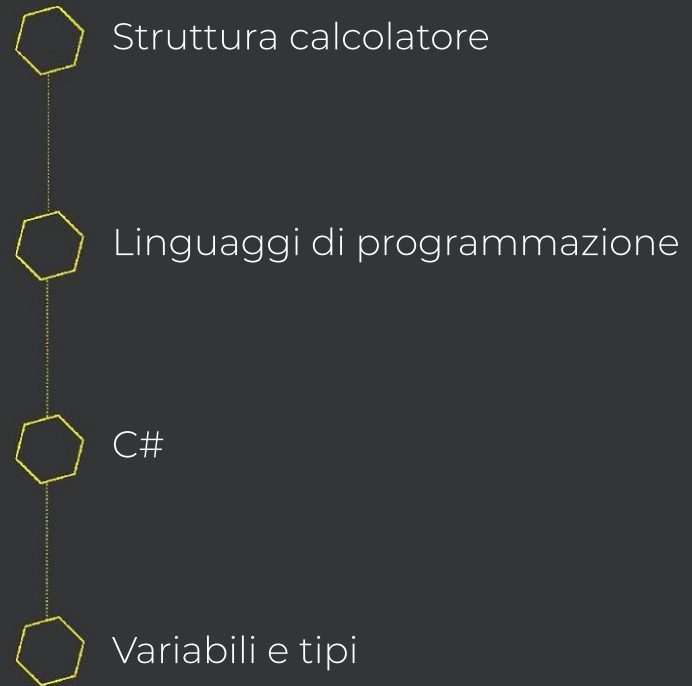 Struttura calcolatore
Linguaggi di programmazione
C#
Variabili e tipi